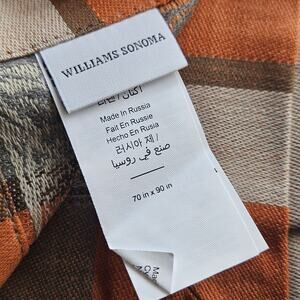 WILLIAMS SONOMA
Made In Russia
Fait En Russie
Hecho En Rusia
러시아 제 /
صنع في روسيا
70 in x 90 in